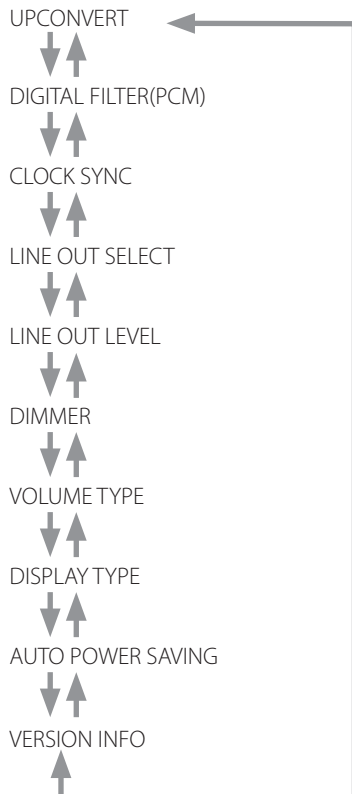 UPCONVERT
DIGITAL FILTER(PCM)
CLOCK SYNC
LINE OUT SELECT
LINE OUT LEVEL
DIMMER
VOLUME TYPE
DISPLAY TYPE
AUTO POWER SAVING
VERSION INFO